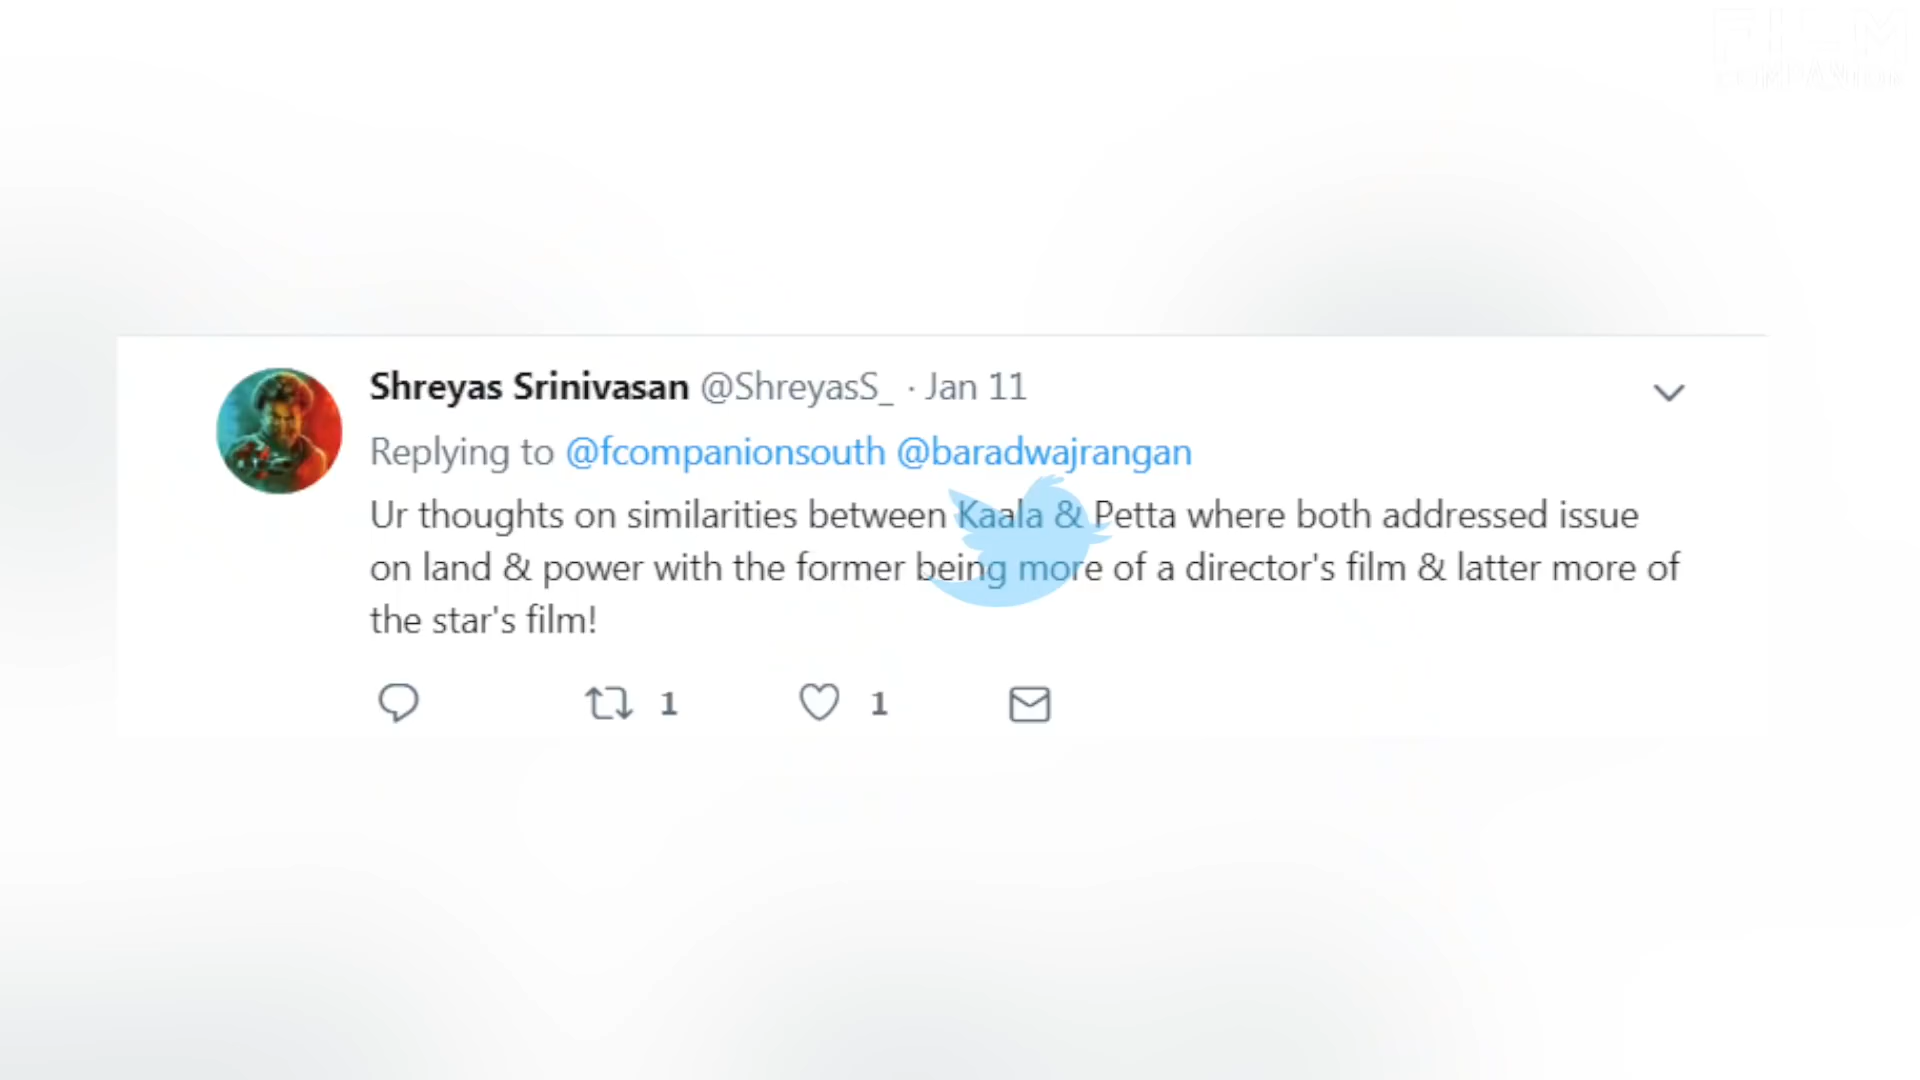 FILM
COMPANION
Shreyas Srinivasan @ShreyasS_ · Jan 11
Replying to @fcompanionsouth @baradwajrangan
Ur thoughts on similarities between Kaala & Petta where both addressed issue
on land & power with the former being more of a director's film & latter more of
the star's film!
1 1